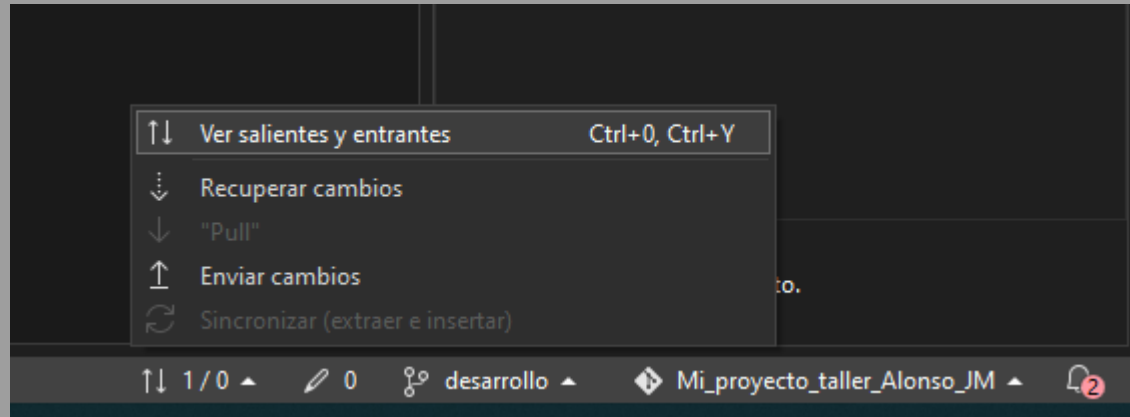 Ver salientes y entrantes Ctrl+0, Ctrl+Y
Recuperar cambios
"Pull"
Enviar cambios
to.
Sincronizar (extraer e insertar)
1 / 0 0 desarrollo Mi_proyecto_taller_Alonso_JM 2